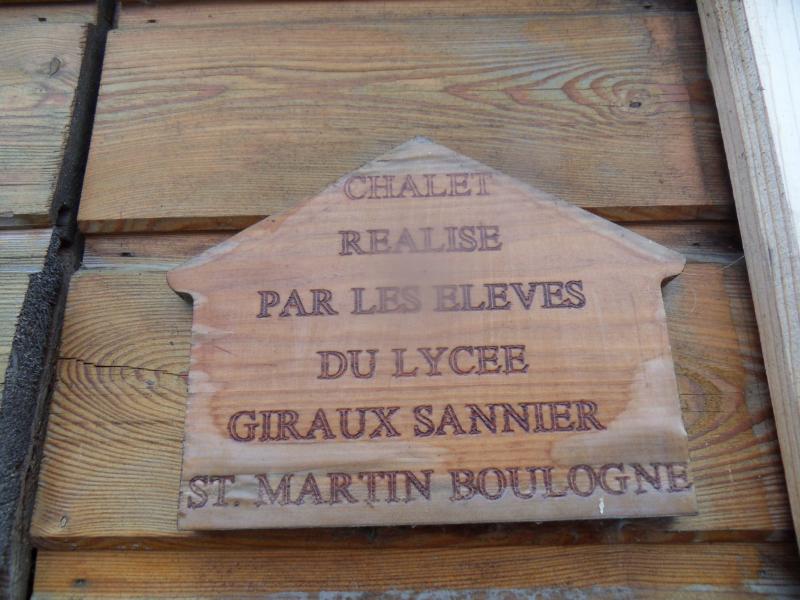 CHALET
REALISE
PAR LES ELEVES
DU LYCEE
GIRAUX SANNIER
ST. MARTIN BOULOGNE